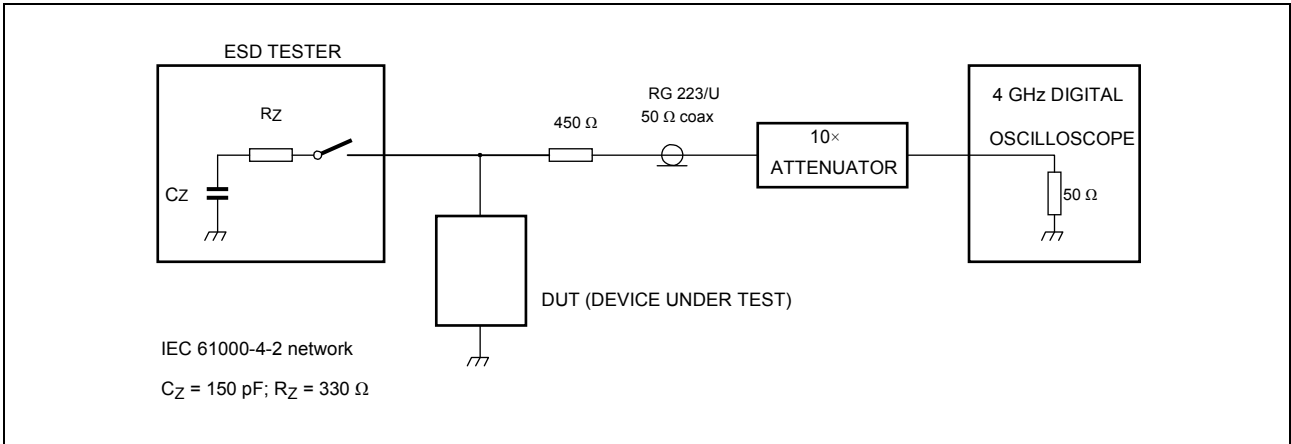 ESD TESTER
RZ
CZ
450 Ω
RG 223/U
50 Ω coax
10×
ATTENUATOR
4 GHz DIGITAL
OSCILLOSCOPE
50 Ω
DUT (DEVICE UNDER TEST)
IEC 61000-4-2 network
CZ = 150 pF; RZ = 330 Ω